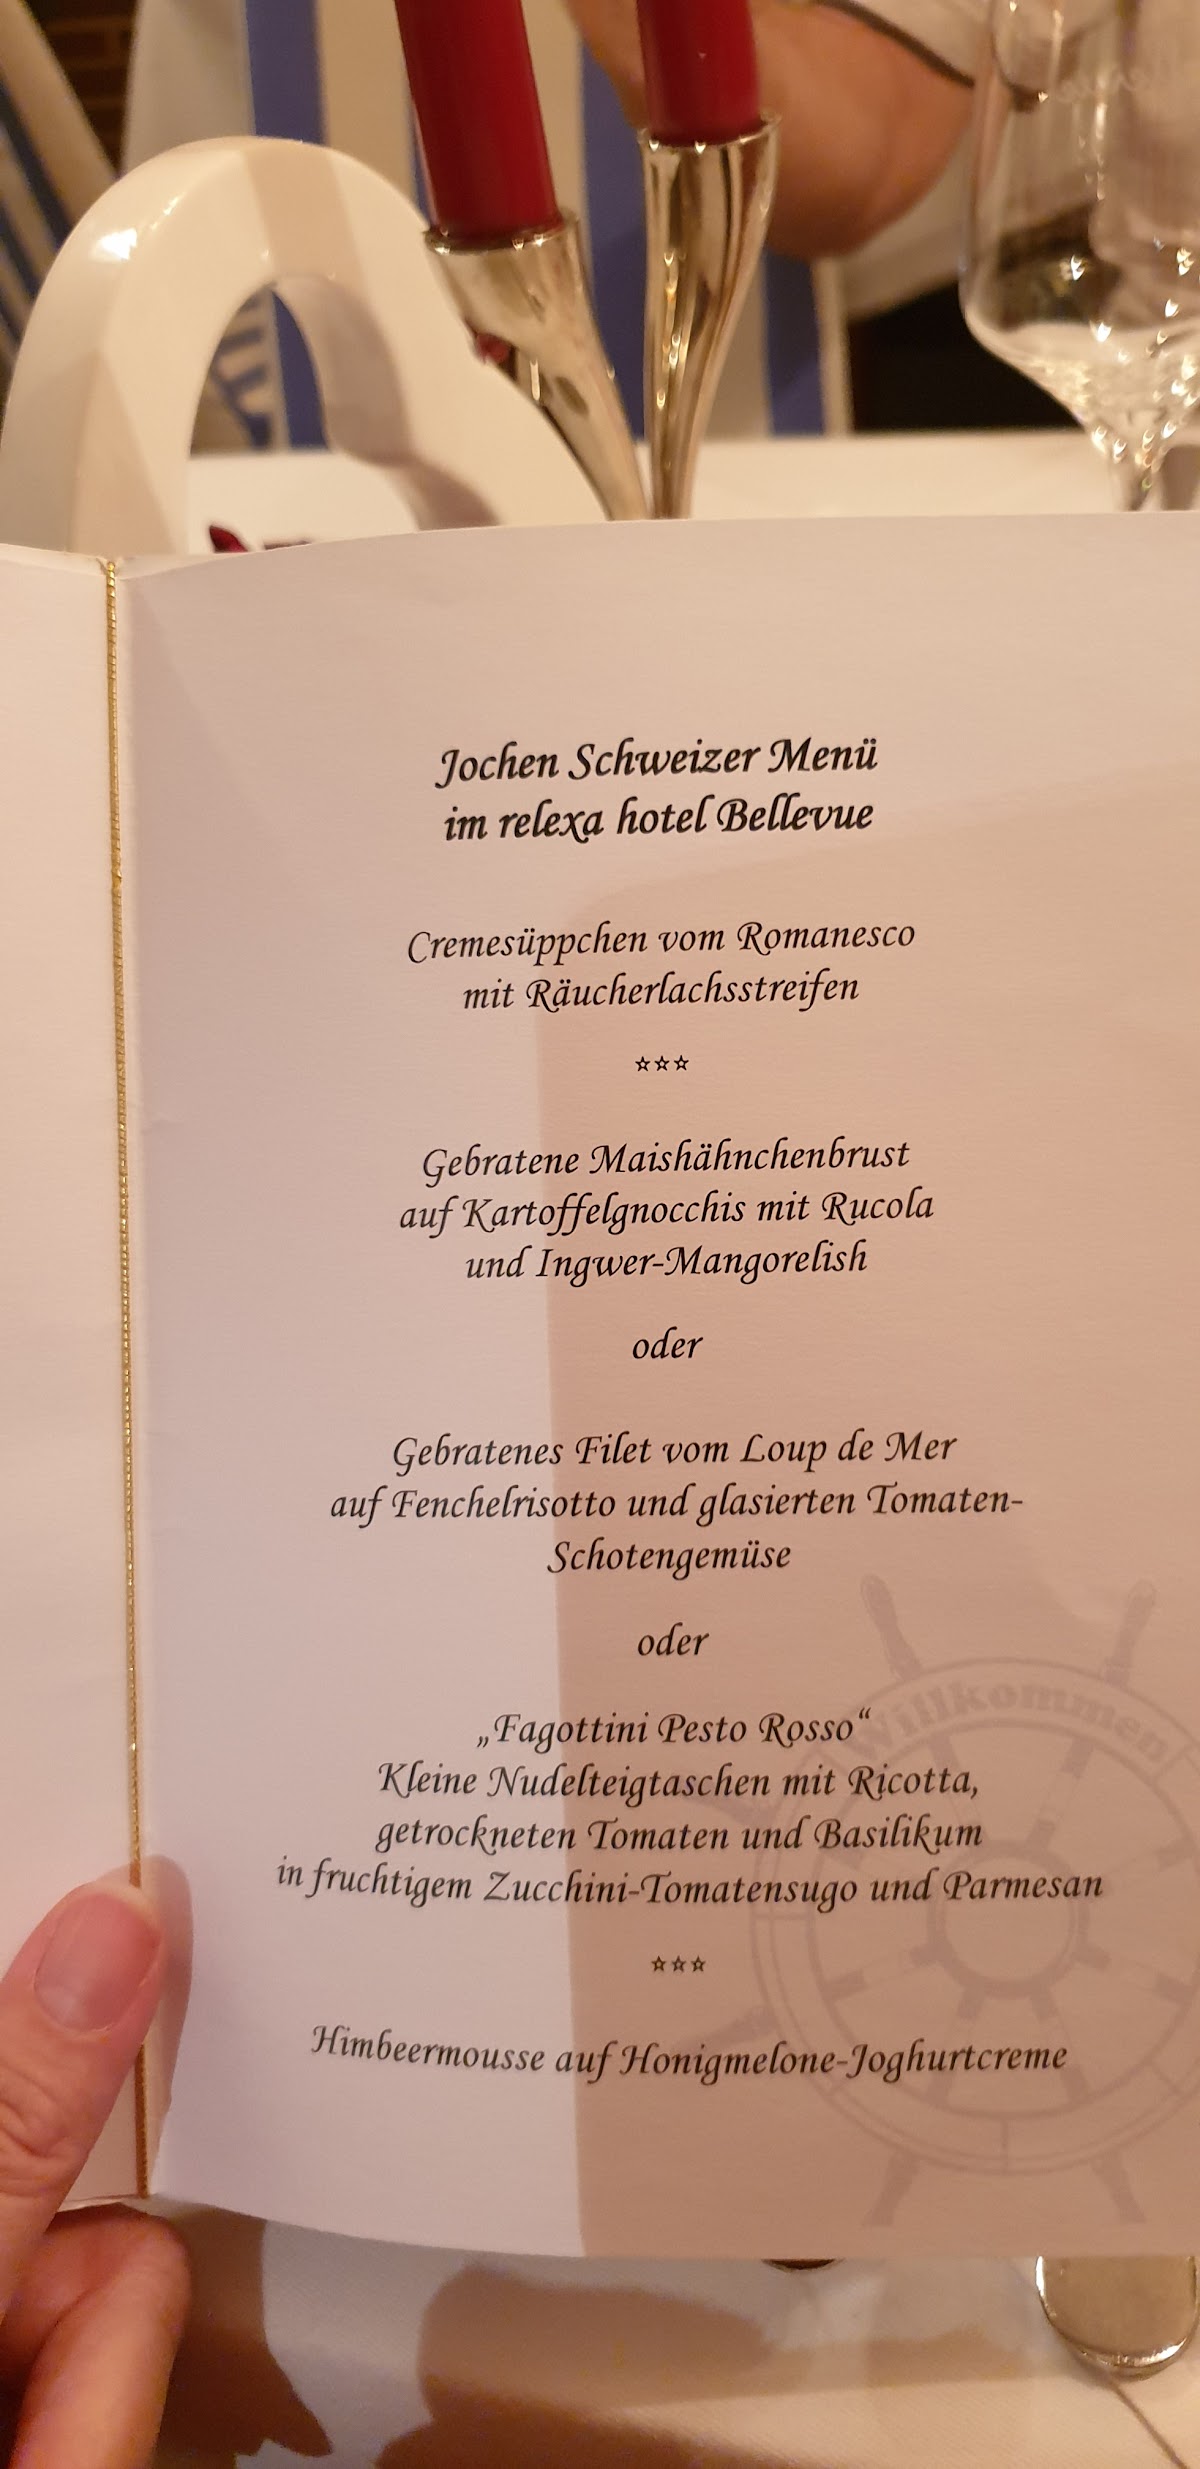 Jochen Schweizer Menü
im relexa hotel Bellevue
Cremesüppchen vom Romanesco
mit Räucherlachsstreifen
***
Gebratene Maishähnchenbrust
auf Kartoffelgnocchis mit Rucola
und Ingwer-Mangorelish
oder
Gebratenes Filet vom Loup de Mer
auf Fenchelrisotto und glasierten Tomaten-
Schotengemüse
oder
„Fagottini Pesto Rosso“
Kleine Nudelteigtaschen mit Ricotta,
getrockneten Tomaten und Basilikum
in fruchtigem Zucchini-Tomatensugo und Parmesan
***
Himbeermousse auf Honigmelone-Joghurtcreme
Willkommen